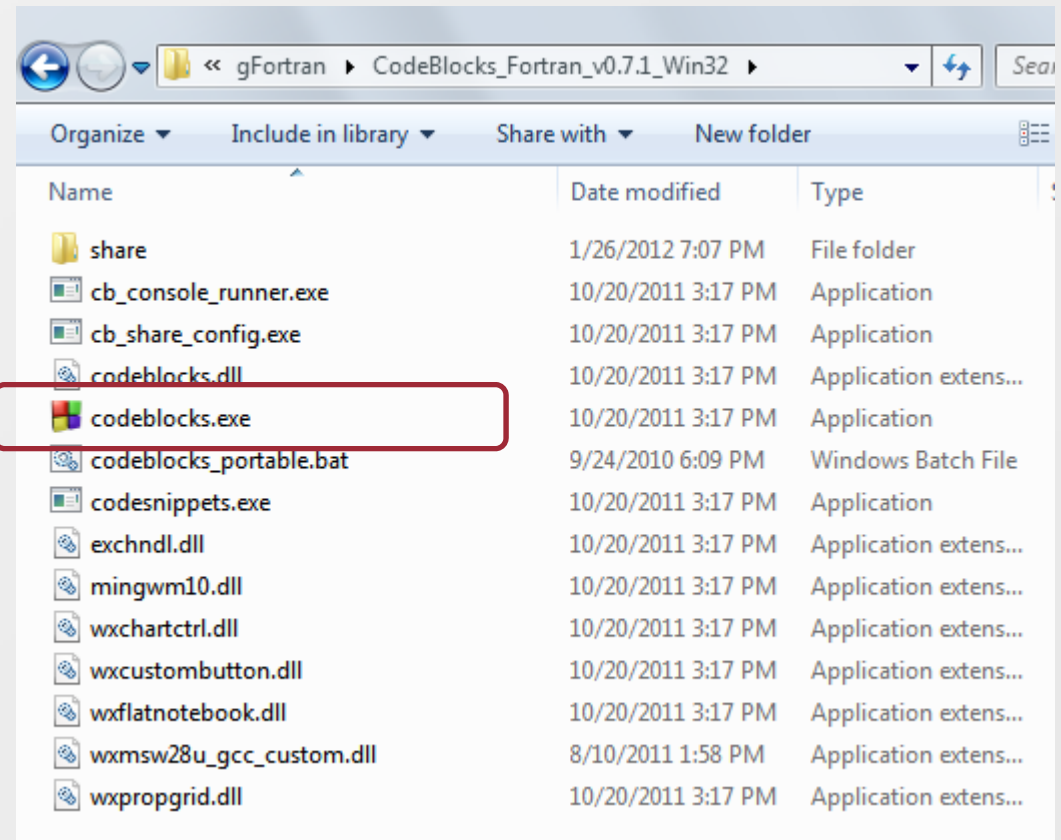 « gFortran CodeBlocks_Fortran_v0.7.1_Win32
Organize Include in library Share with New folder
Name Date modified Type
share 1/26/2012 7:07 PM File folder
cb_console_runner.exe 10/20/2011 3:17 PM Application
cb_share_config.exe 10/20/2011 3:17 PM Application
codeblocks.dll 10/20/2011 3:17 PM Application extens...
codeblocks.exe 10/20/2011 3:17 PM Application
codeblocks_portable.bat 9/24/2010 6:09 PM Windows Batch File
codesnippets.exe 10/20/2011 3:17 PM Application
exchndl.dll 10/20/2011 3:17 PM Application extens...
mingwm10.dll 10/20/2011 3:17 PM Application extens...
wxchartctrl.dll 10/20/2011 3:17 PM Application extens...
wxcustombutton.dll 10/20/2011 3:17 PM Application extens...
wxflatnotebook.dll 10/20/2011 3:17 PM Application extens...
wxmsw28u_gcc_custom.dll 8/10/2011 1:58 PM Application extens...
wxpropgrid.dll 10/20/2011 3:17 PM Application extens...